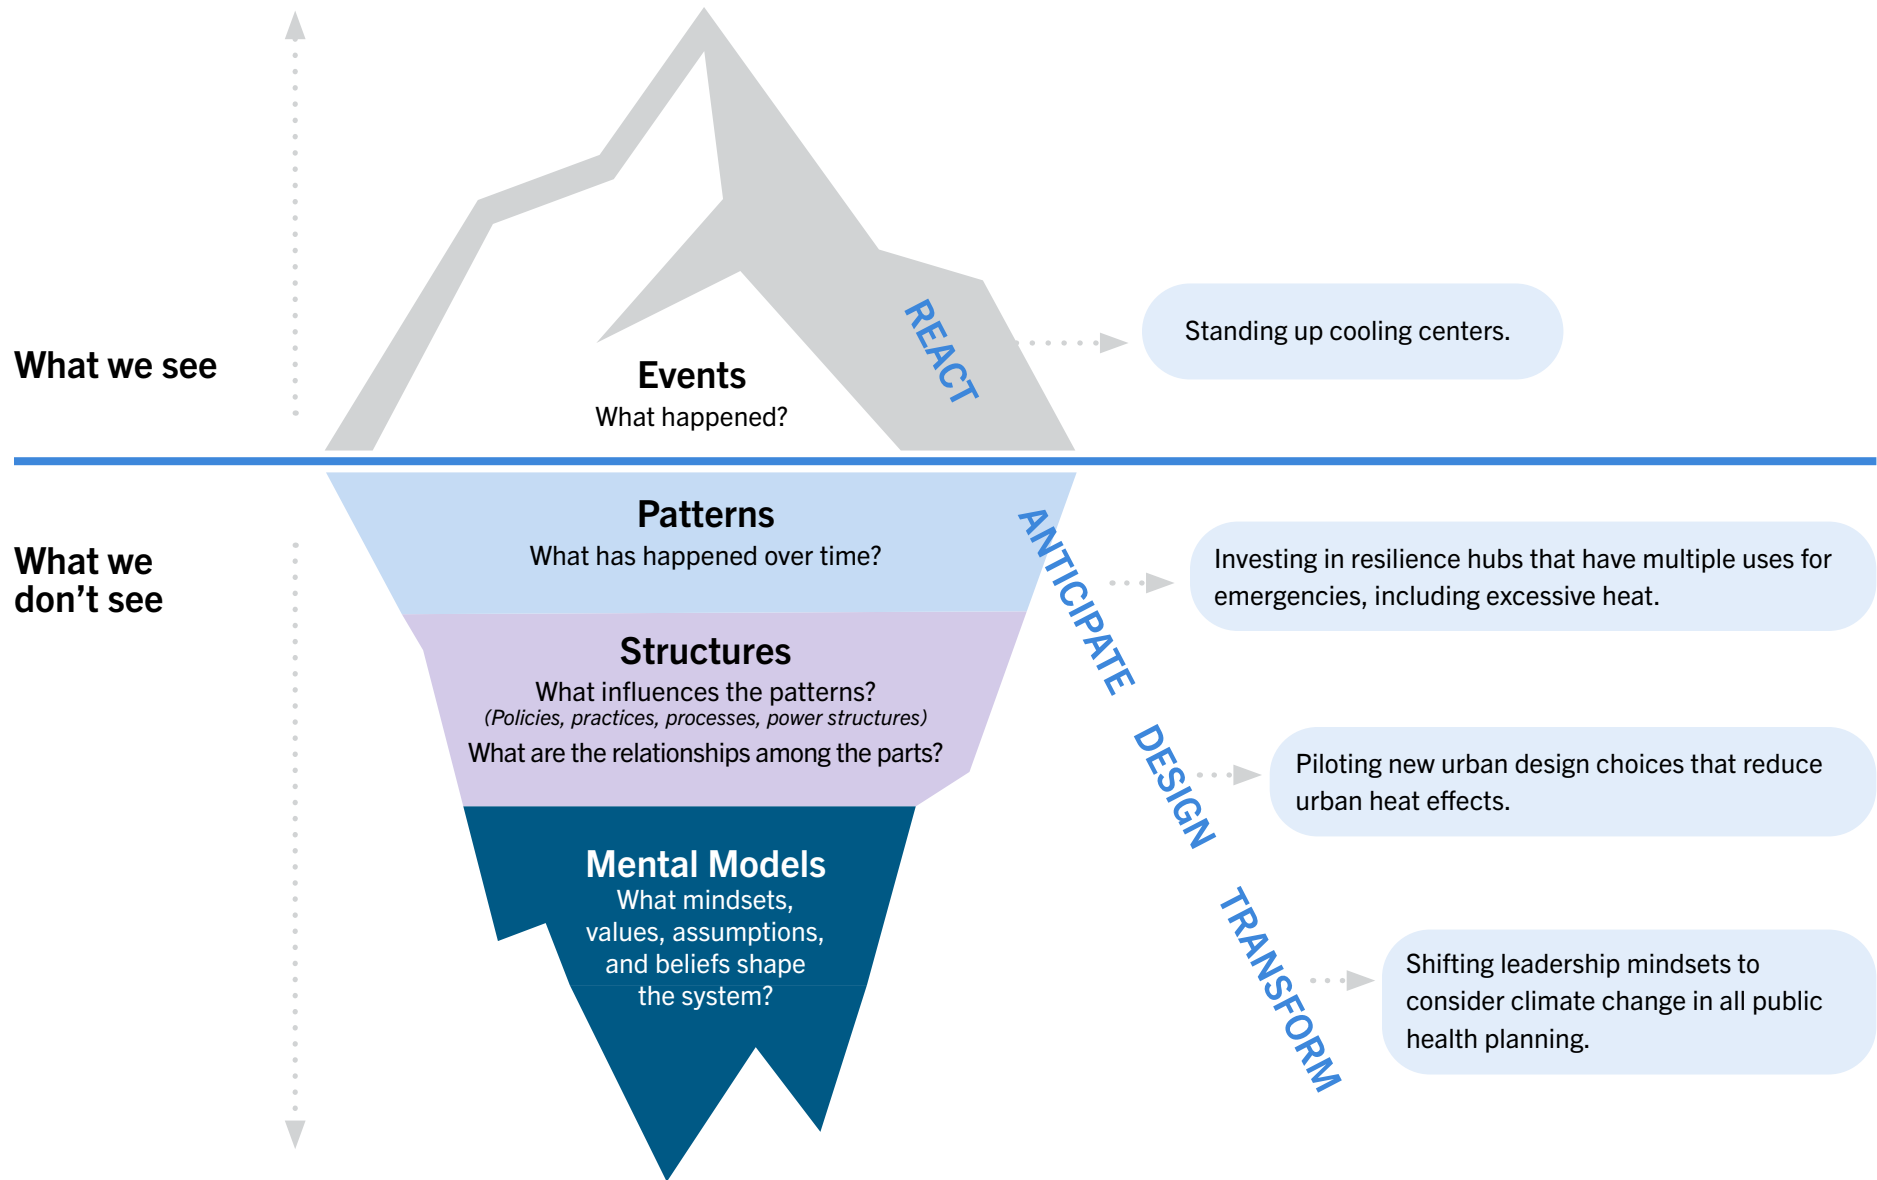 What we see
Events
What happened?
REACT
Standing up cooling centers.
What we
don't see
Patterns
What has happened over time?
ANTICIPATE
Investing in resilience hubs that have multiple uses for
emergencies, including excessive heat.
Structures
What influences the patterns?
(Policies, practices, processes, power structures)
What are the relationships among the parts?
DESIGN
Piloting new urban design choices that reduce
urban heat effects.
Mental Models
What mindsets,
values, assumptions,
and beliefs shape
the system?
TRANSFORM
Shifting leadership mindsets to
consider climate change in all public
health planning.